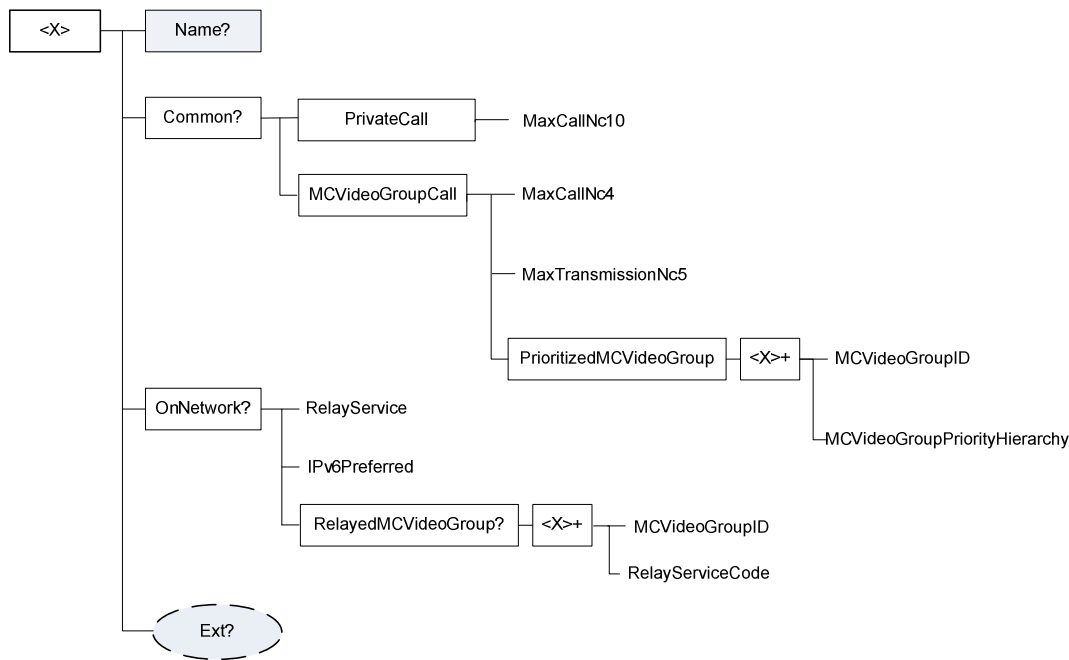 <X>
Name?
Common?
PrivateCall
MaxCallNc10
MCVideoGroupCall
MaxCallNc4
MaxTransmissionNc5
PrioritizedMCVideoGroup
<X>+
MCVideoGroupID
MCVideoGroupPriorityHierarchy
OnNetwork?
RelayService
IPv6Preferred
RelayedMCVideoGroup?
<X>+
MCVideoGroupID
RelayServiceCode
Ext?